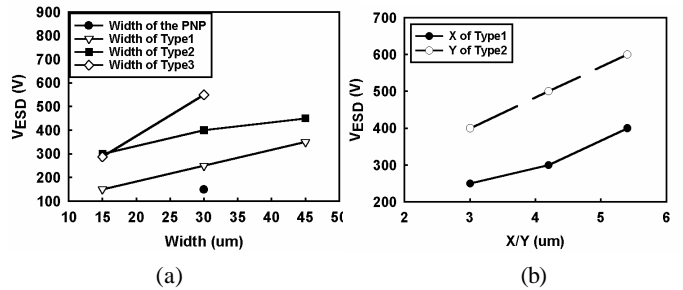 900
800
700
600
500
400
300
200
100
V_ESD (V)
Width of the PNP
Width of Type1
Width of Type2
Width of Type3
10 15 20 25 30 35 40 45 50
Width (um)
(a)
700
600
500
400
300
200
V_ESD (V)
X of Type1
Y of Type2
2 3 4 5 6
X/Y (um)
(b)